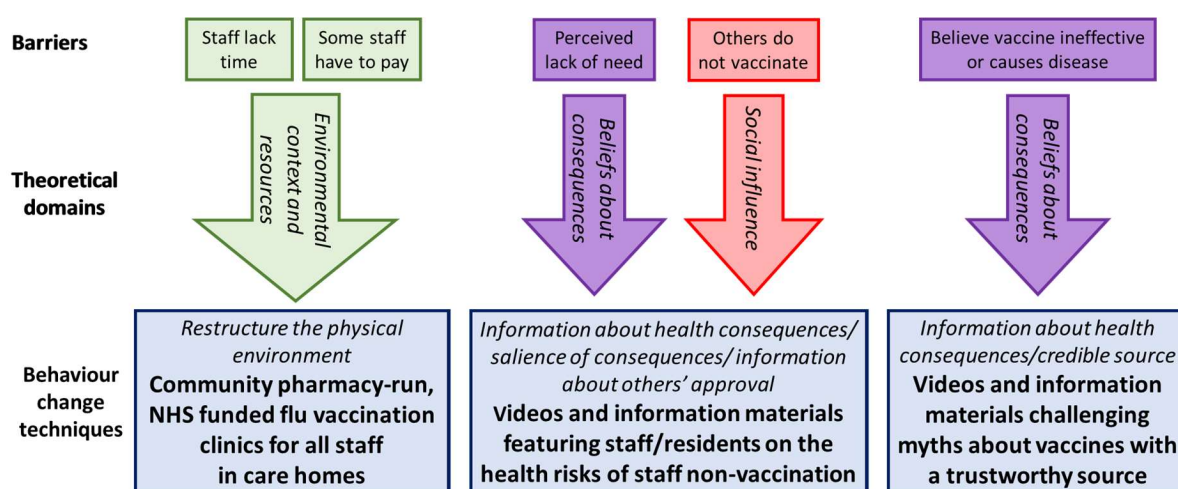 Barriers
Staff lack
time
Some staff
have to pay
Perceived
lack of need
Others do
not vaccinate
Believe vaccine ineffective
or causes disease
Theoretical
domains
Environmental
context and
resources
Beliefs about
consequences
Social influence
Beliefs about
consequences
Behaviour
change
techniques
Restructure the physical
environment
Community pharmacy-run,
NHS funded flu vaccination
clinics for all staff
in care homes
Information about health consequences/
salience of consequences/ information
about others’ approval
Videos and information materials
featuring staff/residents on the
health risks of staff non-vaccination
Information about health
consequences/credible source
Videos and information
materials challenging
myths about vaccines with
a trustworthy source